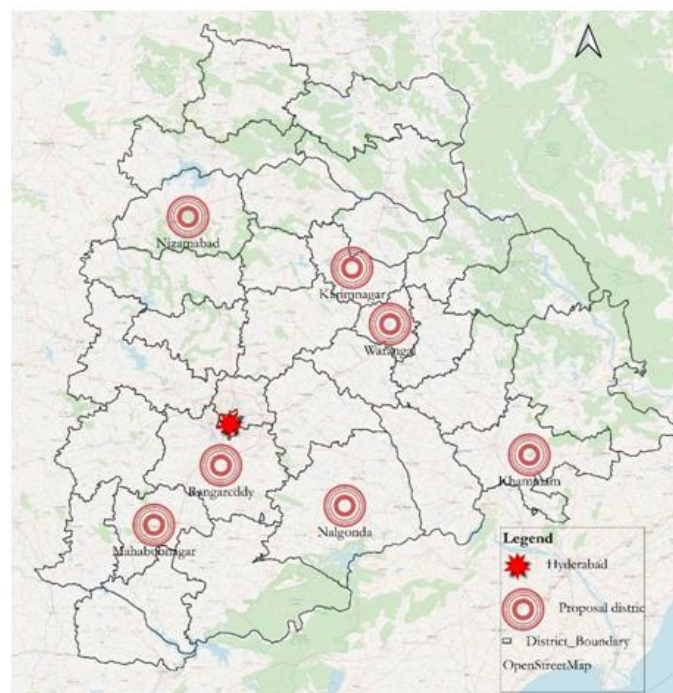 Nizamabad
Karimnagar
Warangal
Rangareddy
Khammam
Nalgonda
Mahabubnagar
Legend
Hyderabad
Proposal distric
District_Boundary
OpenStreetMap